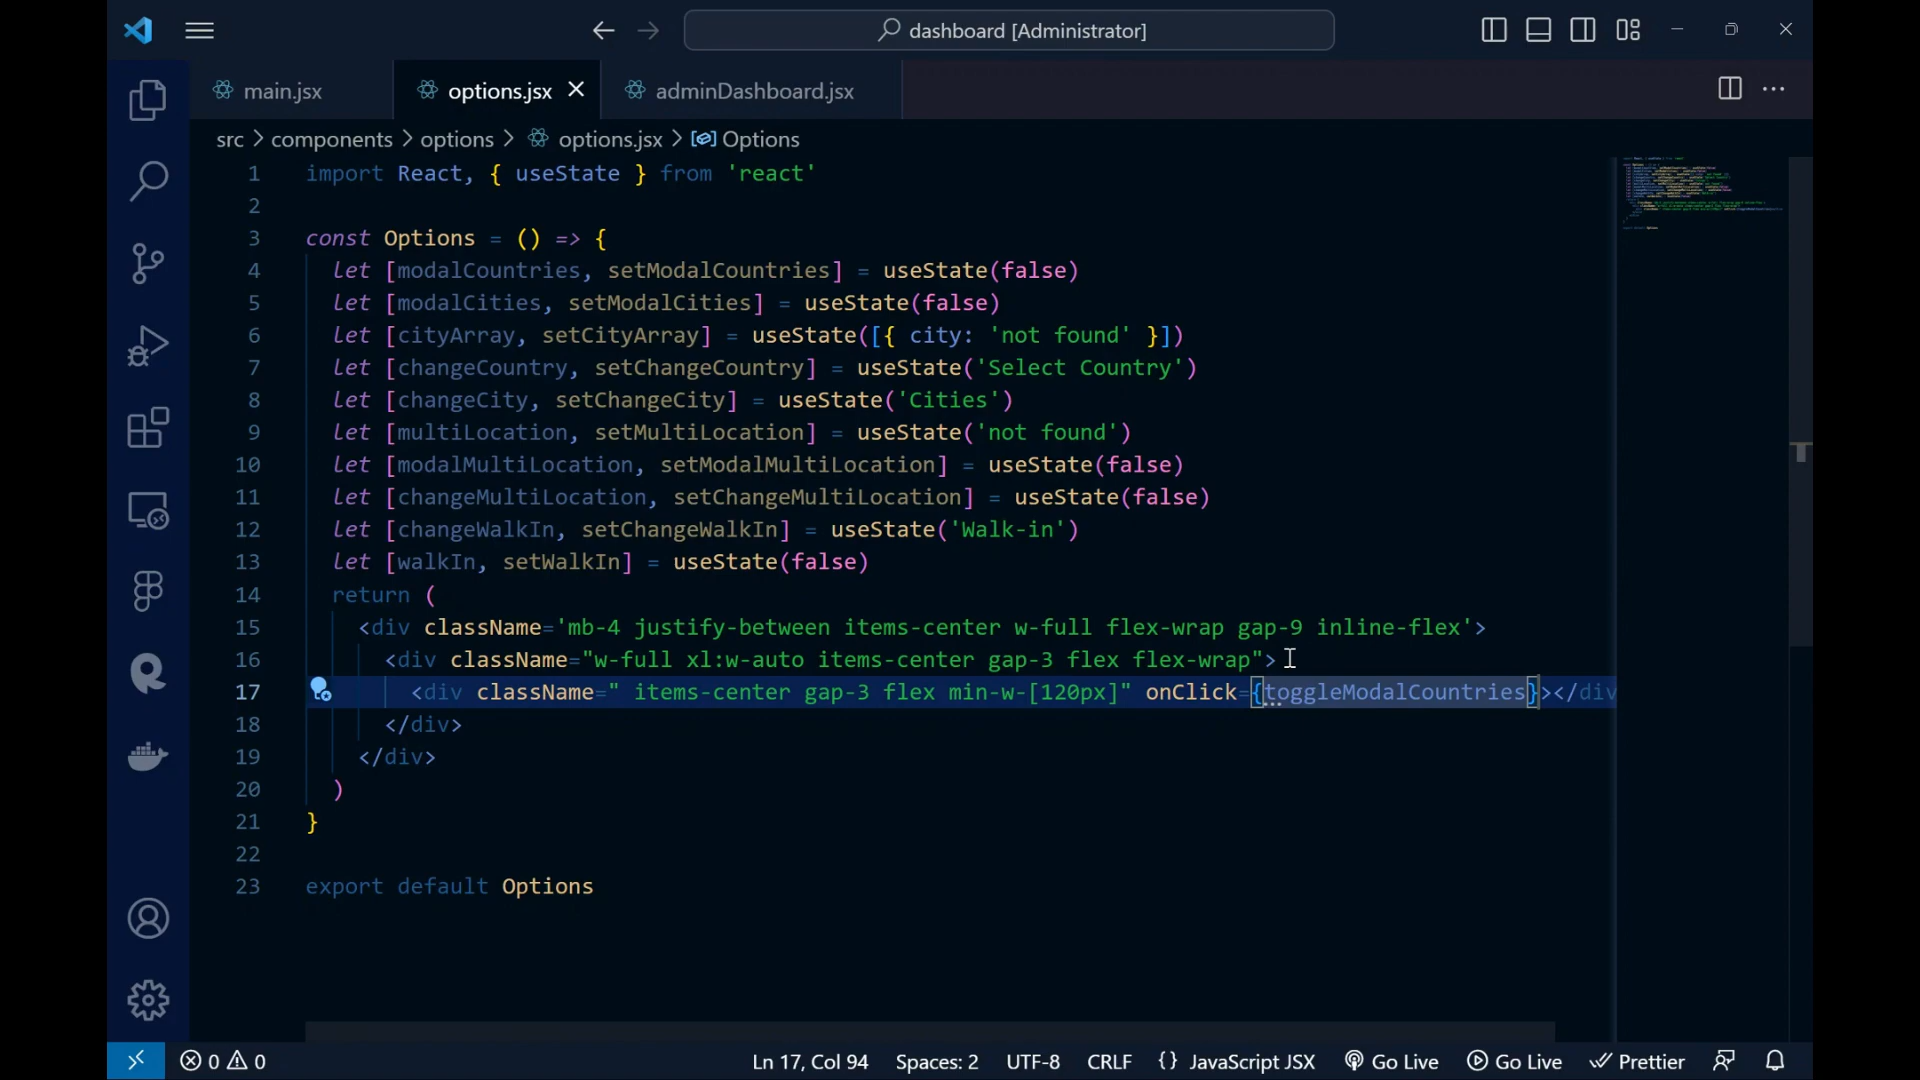 dashboard [Administrator]
main.jsx
options.jsx
adminDashboard.jsx
src > components > options > options.jsx > Options
1 import React, { useState } from 'react'
2
3 const Options = () => {
4 let [modalCountries, setModalCountries] = useState(false)
5 let [modalCities, setModalCities] = useState(false)
6 let [cityArray, setCityArray] = useState([{ city: 'not found' }])
7 let [changeCountry, setChangeCountry] = useState('Select Country')
8 let [changeCity, setChangeCity] = useState('Cities')
9 let [multiLocation, setMultiLocation] = useState('not found')
10 let [modalMultiLocation, setModalMultiLocation] = useState(false)
11 let [changeMultiLocation, setChangeMultiLocation] = useState(false)
12 let [changeWalkIn, setChangeWalkIn] = useState('Walk-in')
13 let [walkIn, setWalkIn] = useState(false)
14 return (
15 <div className='mb-4 justify-between items-center w-full flex-wrap gap-9 inline-flex'>
16 <div className="w-full xl:w-auto items-center gap-3 flex flex-wrap">
17 <div className=" items-center gap-3 flex min-w-[120px]" onClick={toggleModalCountries}></div
18 </div>
19 </div>
20 )
21 }
22
23 export default Options
0 0 Ln 17, Col 94 Spaces: 2 UTF-8 CRLF {} JavaScript JSX Go Live Go Live Prettier